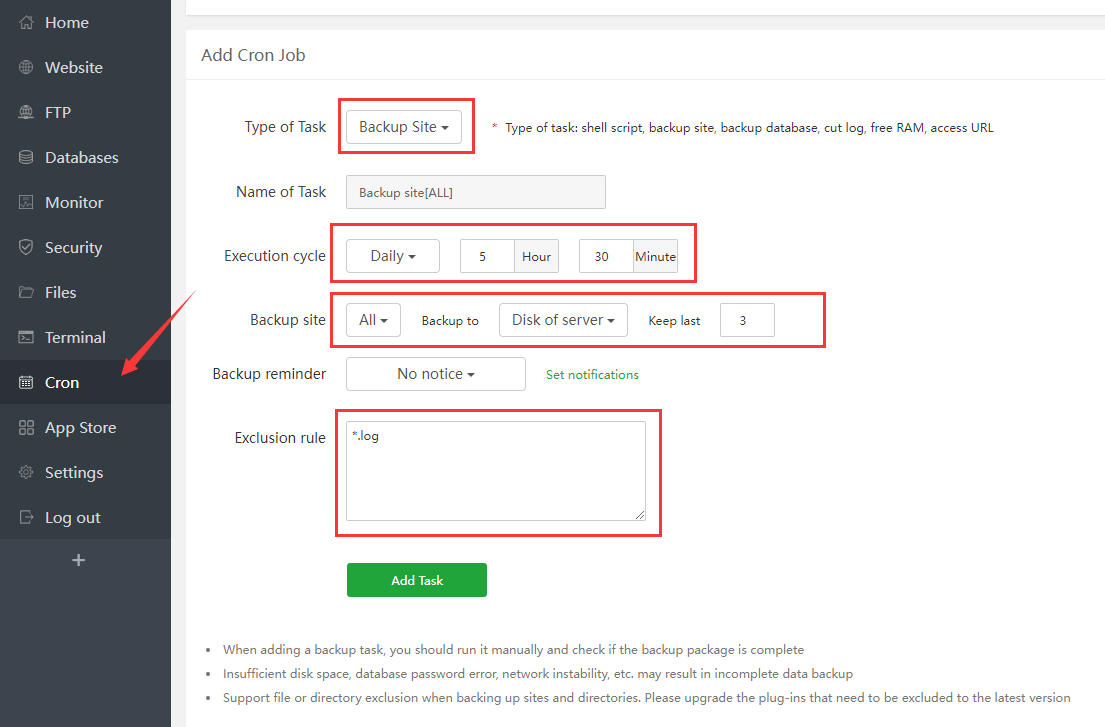 Home
Website
FTP
Databases
Monitor
Security
Files
Terminal
Cron
App Store
Settings
Log out
+
Add Cron Job
Type of Task Backup Site * Type of task: shell script, backup site, backup database, cut log, free RAM, access URL
Name of Task Backup site[ALL]
Execution cycle Daily 5 Hour 30 Minute
Backup site All Backup to Disk of server Keep last 3
Backup reminder No notice Set notifications
Exclusion rule *.log
Add Task
When adding a backup task, you should run it manually and check if the backup package is complete
Insufficient disk space, database password error, network instability, etc. may result in incomplete data backup
Support file or directory exclusion when backing up sites and directories. Please upgrade the plug-ins that need to be excluded to the latest version